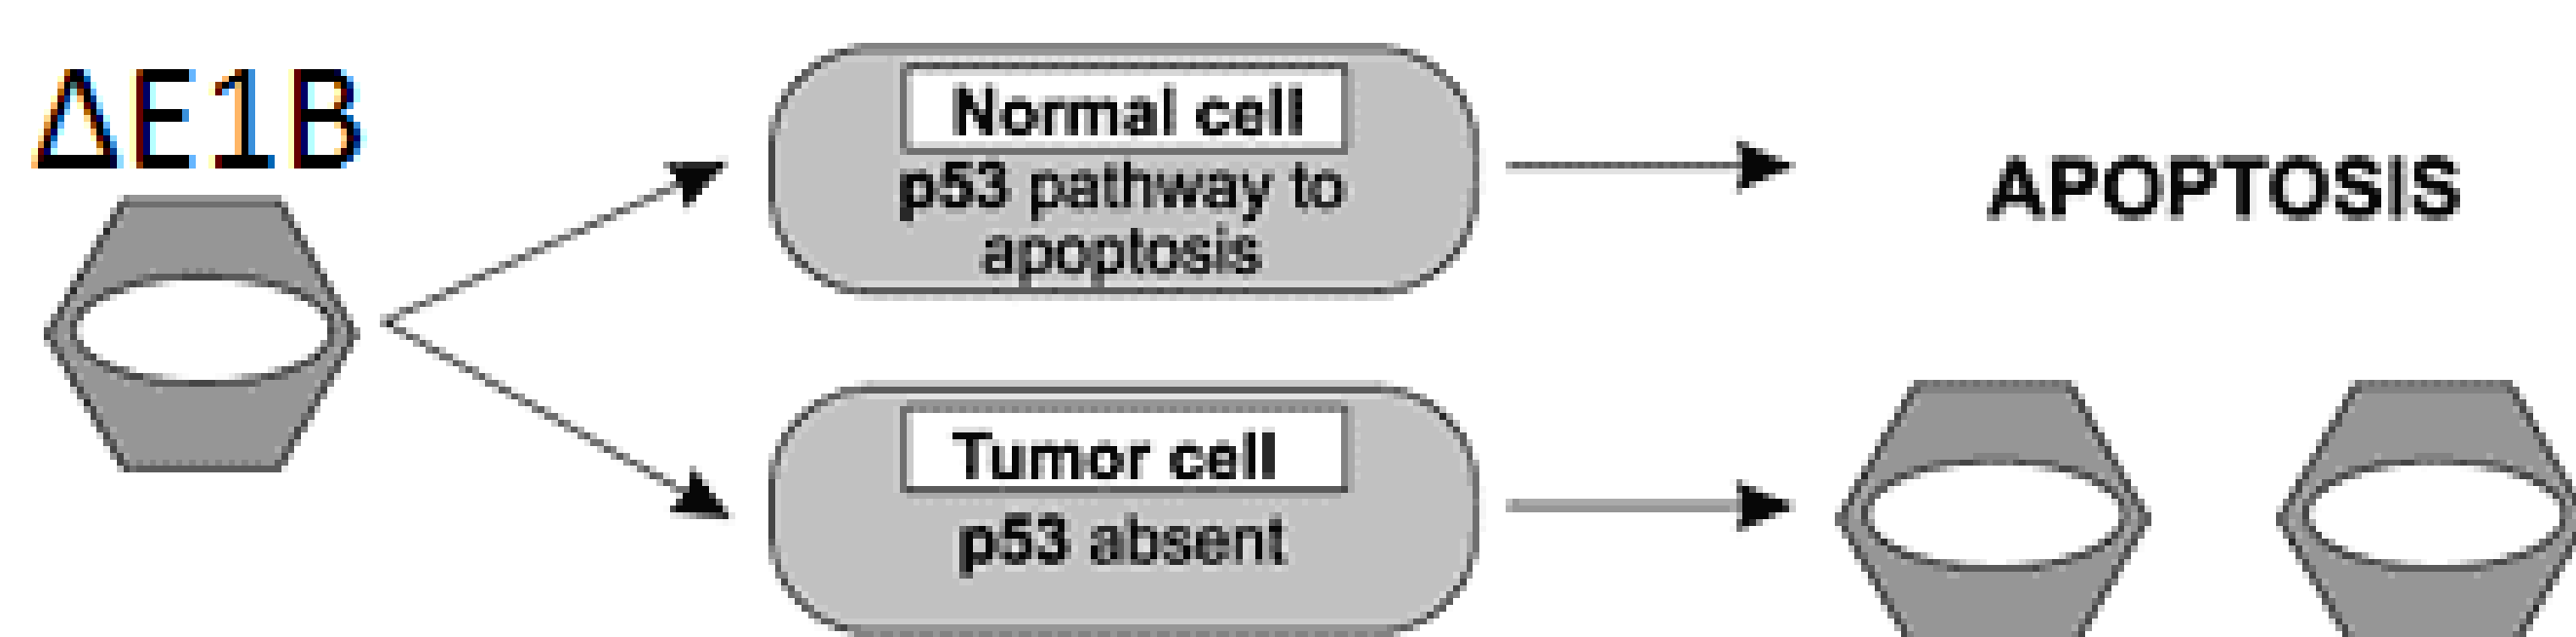 ΔE1B
Normal cell
p53 pathway to
apoptosis
APOPTOSIS
Tumor cell
p53 absent